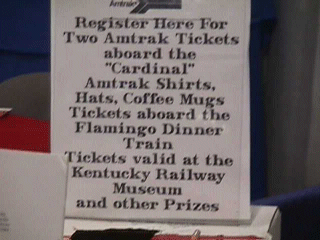 Amtrak
Register Here For
Two Amtrak Tickets
aboard the
"Cardinal"
Amtrak Shirts,
Hats, Coffee Mugs
Tickets aboard the
Flamingo Dinner
Train
Tickets valid at the
Kentucky Railway
Museum
and other Prizes